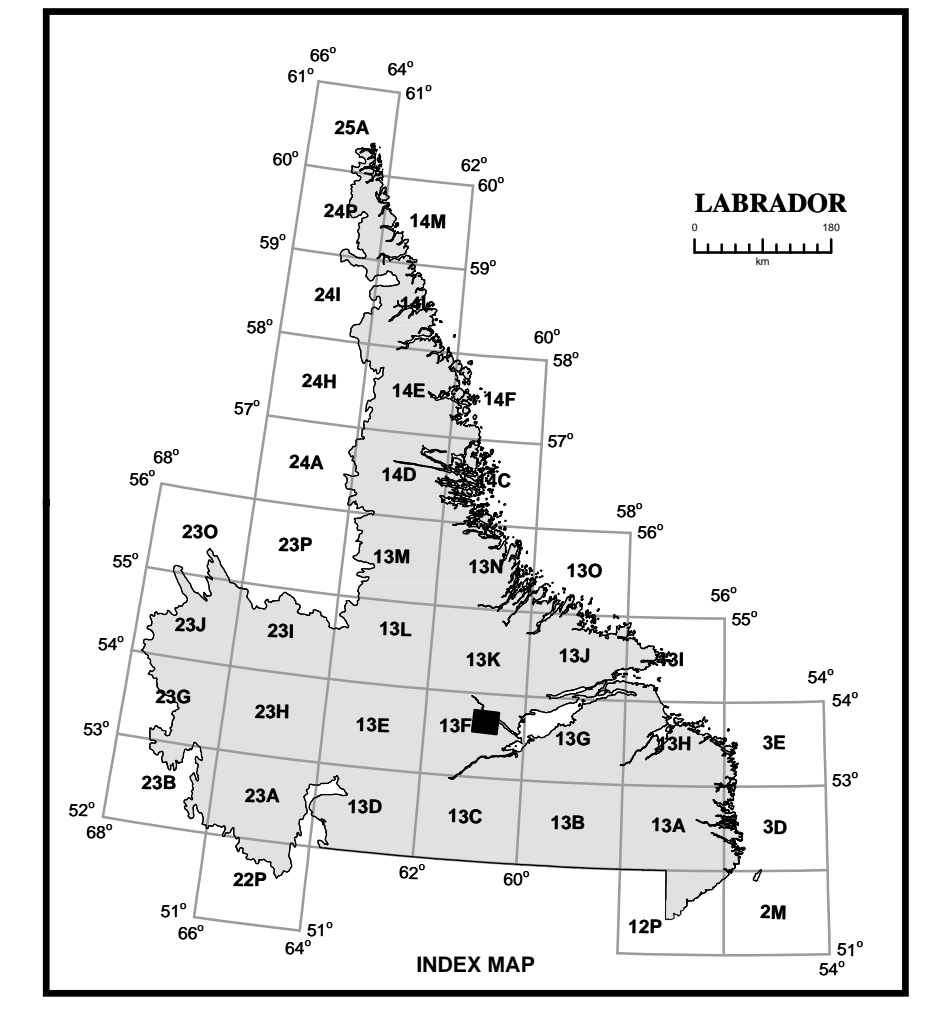 66°
61°
64°
61°
25A
60°
62°
60°
24P
14M
LABRADOR
0 180
km
59°
59°
24I
14L
58°
60°
58°
24H
14E
14F
57°
57°
68°
24A
14D
14C
56°
58°
56°
23O
23P
13M
13N
13O
55°
56°
55°
23J
23I
13L
13K
13J
13I
54°
54°
54°
23G
23H
13E
13F
13G
13H
3E
53°
53°
23B
23A
13D
13C
13B
13A
3D
52°
68°
62°
60°
22P
12P
2M
51°
66°
64°
51°
51°
54°
INDEX MAP